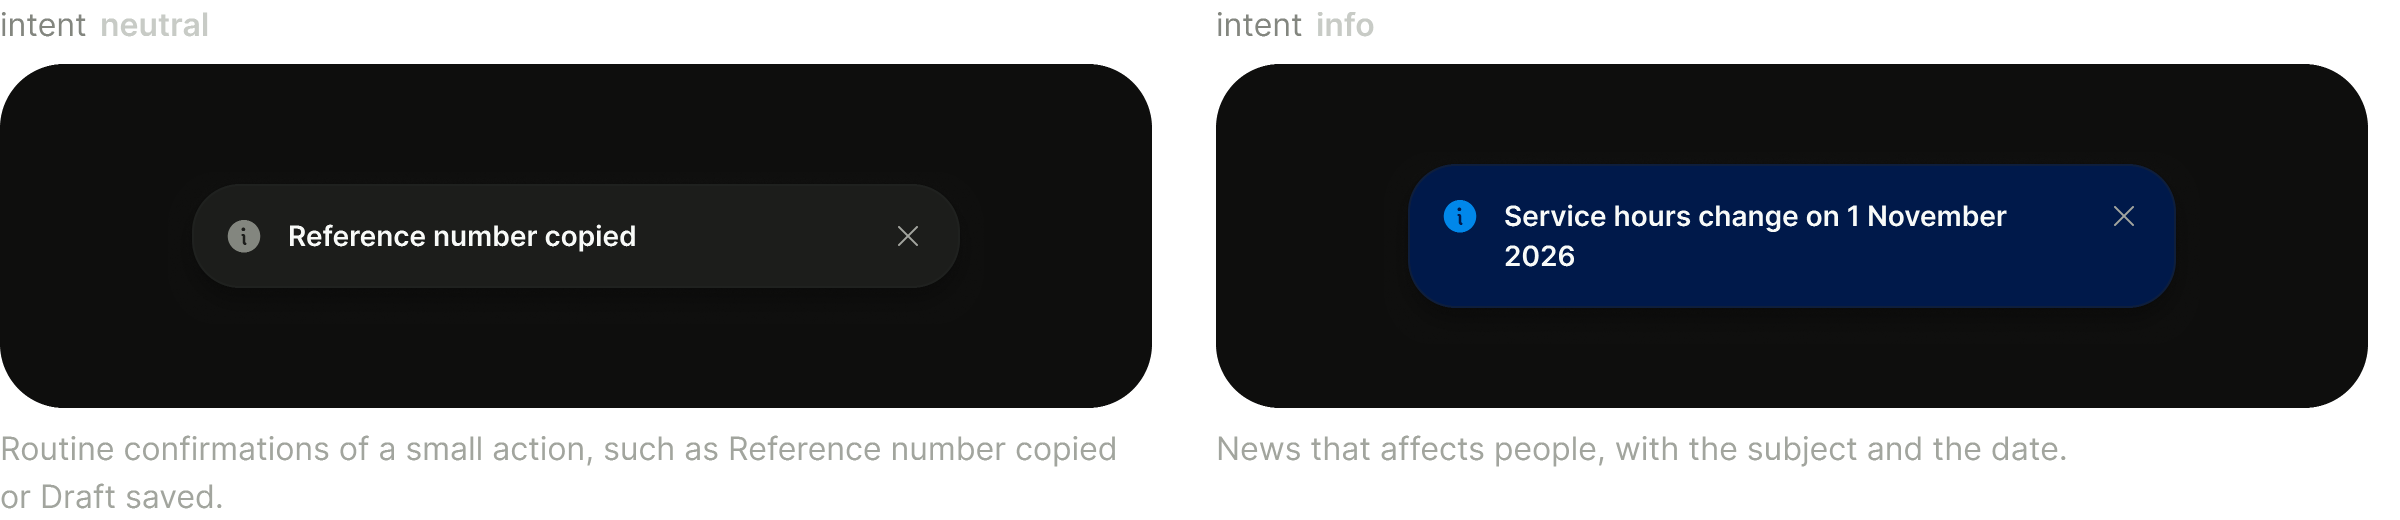 intent neutral
Reference number copied
Routine confirmations of a small action, such as Reference number copied
or Draft saved.
intent info
Service hours change on 1 November
2026
News that affects people, with the subject and the date.